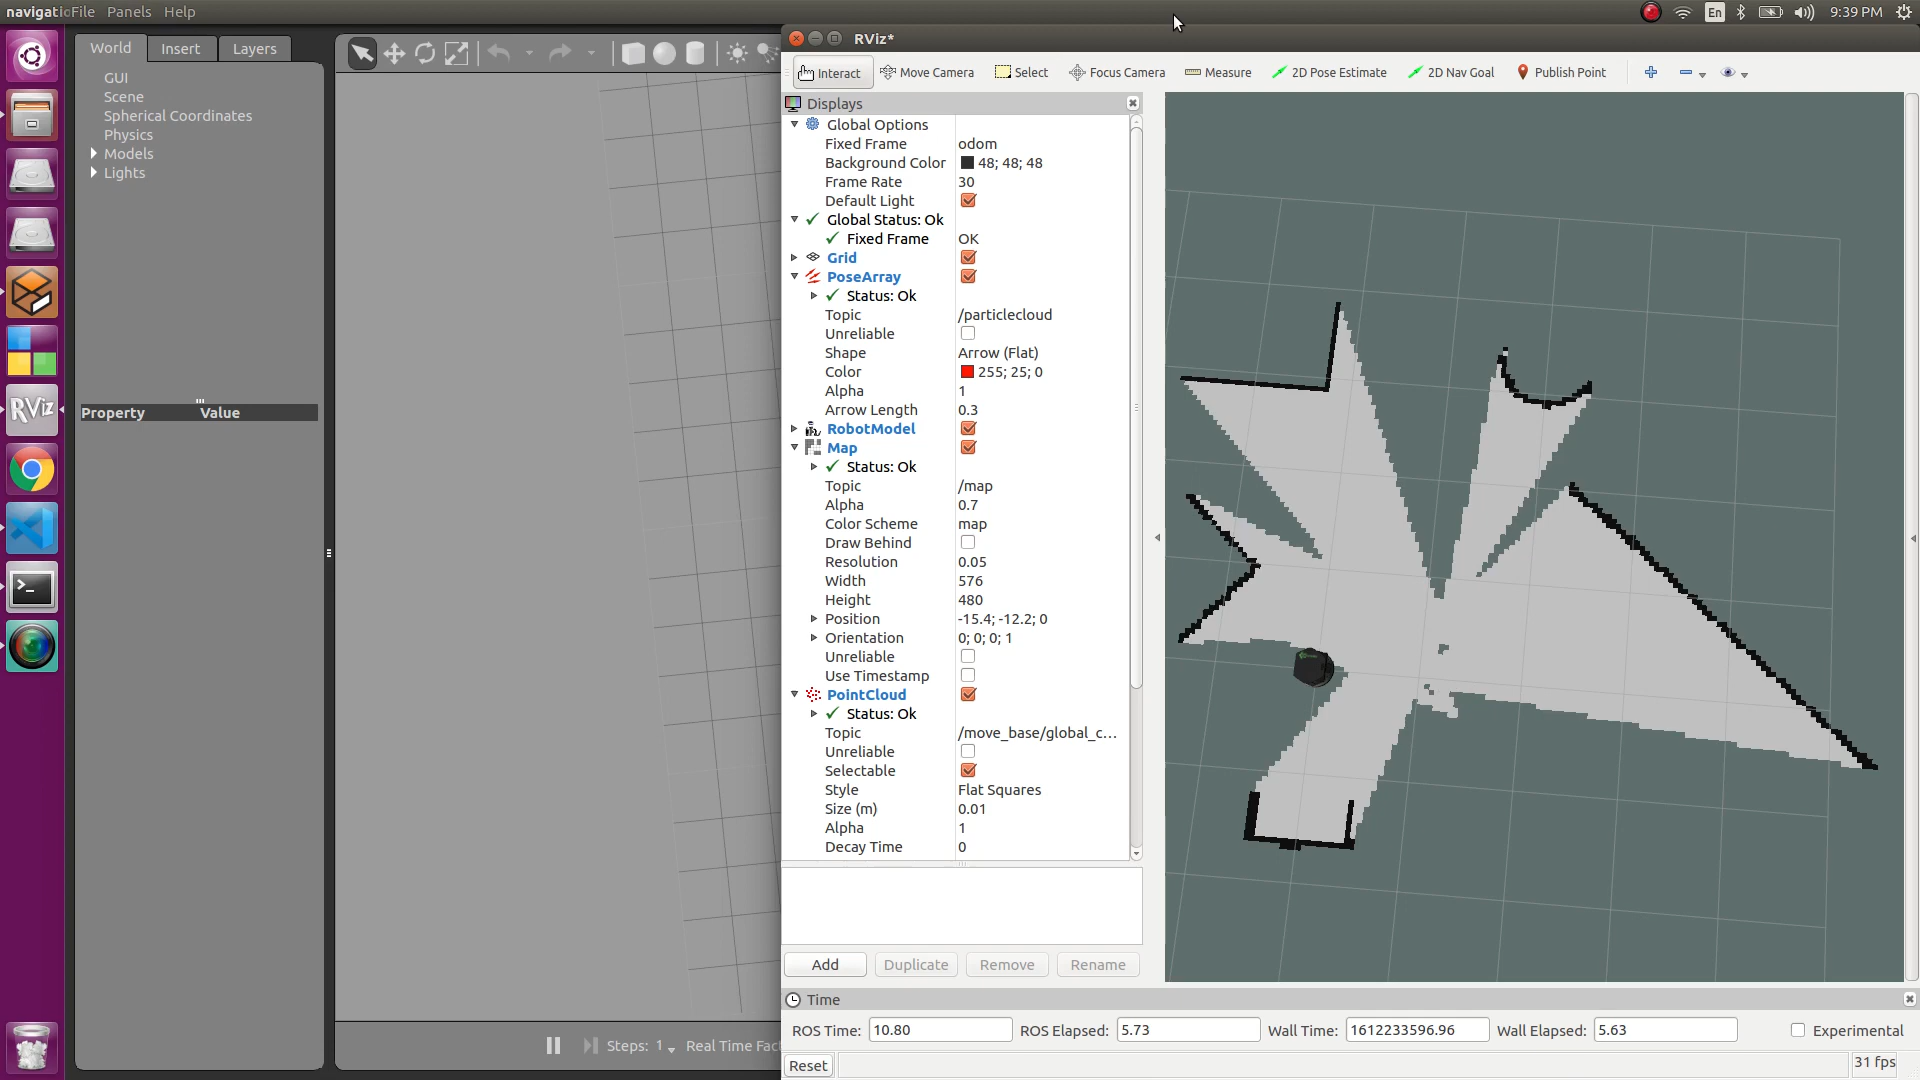 navigatioFile Panels Help
En 9:39 PM
World Insert Layers
GUI
Scene
Spherical Coordinates
Physics
Models
Lights
Property Value
RViz
Steps: 1 Real Time Fact
RViz*
Interact Move Camera Select Focus Camera Measure 2D Pose Estimate 2D Nav Goal Publish Point
Displays
Global Options
Fixed Frame odom
Background Color 48; 48; 48
Frame Rate 30
Default Light
Global Status: Ok
Fixed Frame OK
Grid
PoseArray
Status: Ok
Topic /particlecloud
Unreliable
Shape Arrow (Flat)
Color 255; 25; 0
Alpha 1
Arrow Length 0.3
RobotModel
Map
Status: Ok
Topic /map
Alpha 0.7
Color Scheme map
Draw Behind
Resolution 0.05
Width 576
Height 480
Position -15.4; -12.2; 0
Orientation 0; 0; 0; 1
Unreliable
Use Timestamp
PointCloud
Status: Ok
Topic /move_base/global_c...
Unreliable
Selectable
Style Flat Squares
Size (m) 0.01
Alpha 1
Decay Time 0
Add Duplicate Remove Rename
Time
ROS Time: 10.80 ROS Elapsed: 5.73 Wall Time: 1612233596.96 Wall Elapsed: 5.63 Experimental
Reset 31 fps